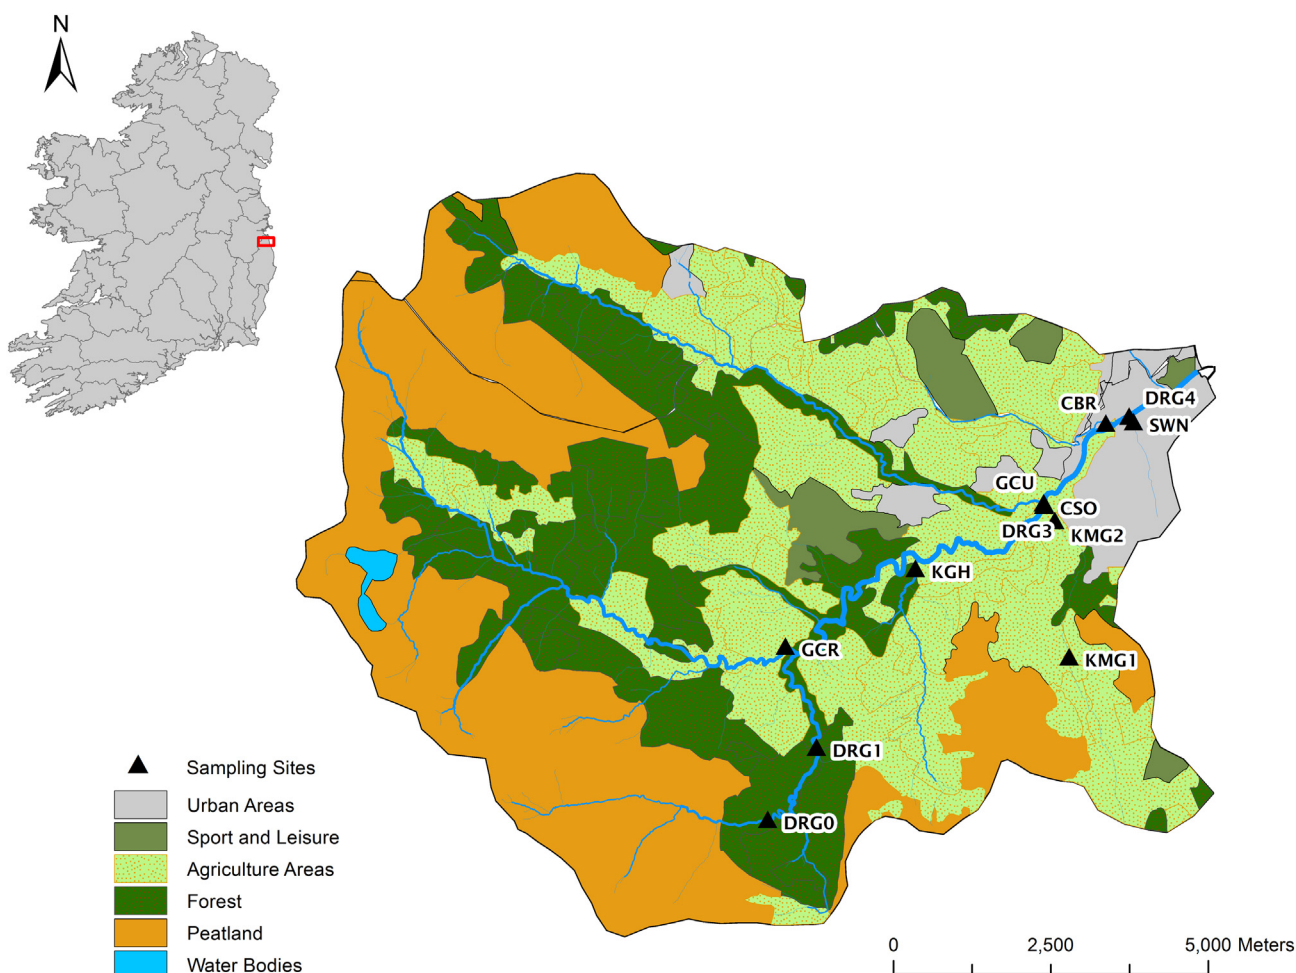 N
CBR
DRG4
SWN
GCU
CSO
DRG3
KMG2
KGH
GCR
KMG1
DRG1
DRG0
Sampling Sites
Urban Areas
Sport and Leisure
Agriculture Areas
Forest
Peatland
Water Bodies
0 2,500 5,000 Meters